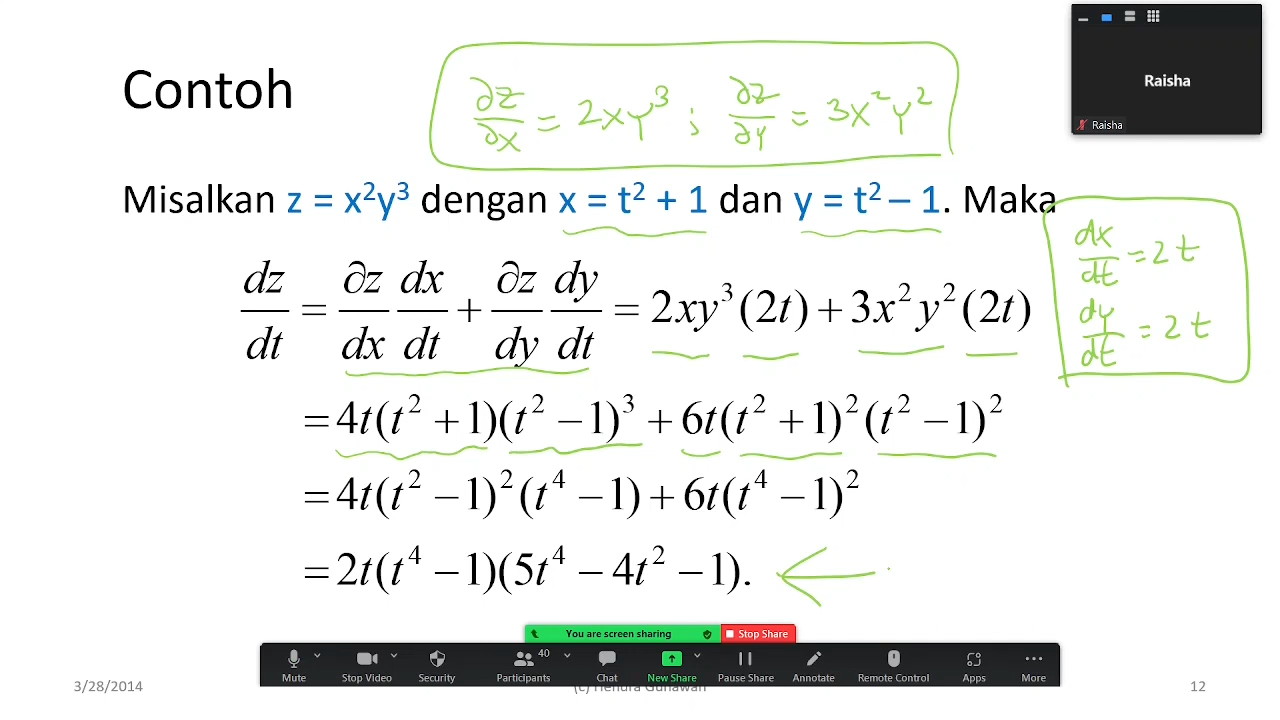 Raisha
Raisha
Contoh
∂z/∂x = 2xy³ ; ∂z/∂y = 3x²y²
Misalkan z = x²y³ dengan x = t² + 1 dan y = t² – 1. Maka
dx/dt = 2t
dy/dt = 2t
dz/dt = ∂z/dx dx/dt + ∂z/dy dy/dt = 2xy³(2t) + 3x²y²(2t)
= 4t(t² + 1)(t² − 1)³ + 6t(t² + 1)²(t² − 1)²
= 4t(t² − 1)²(t⁴ − 1) + 6t(t⁴ − 1)²
= 2t(t⁴ − 1)(5t⁴ − 4t² − 1).
You are screen sharing Stop Share
40
Mute Stop Video Security Participants Chat New Share Pause Share Annotate Remote Control Apps More
3/28/2014 (c) Hendra Gunawan 12